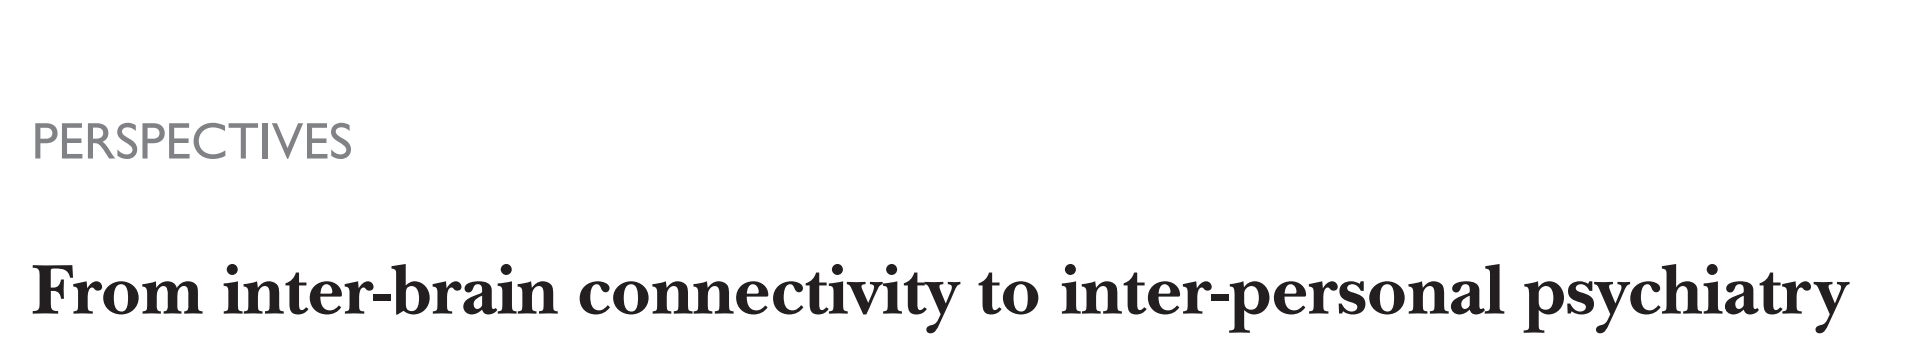 PERSPECTIVES
From inter-brain connectivity to inter-personal psychiatry